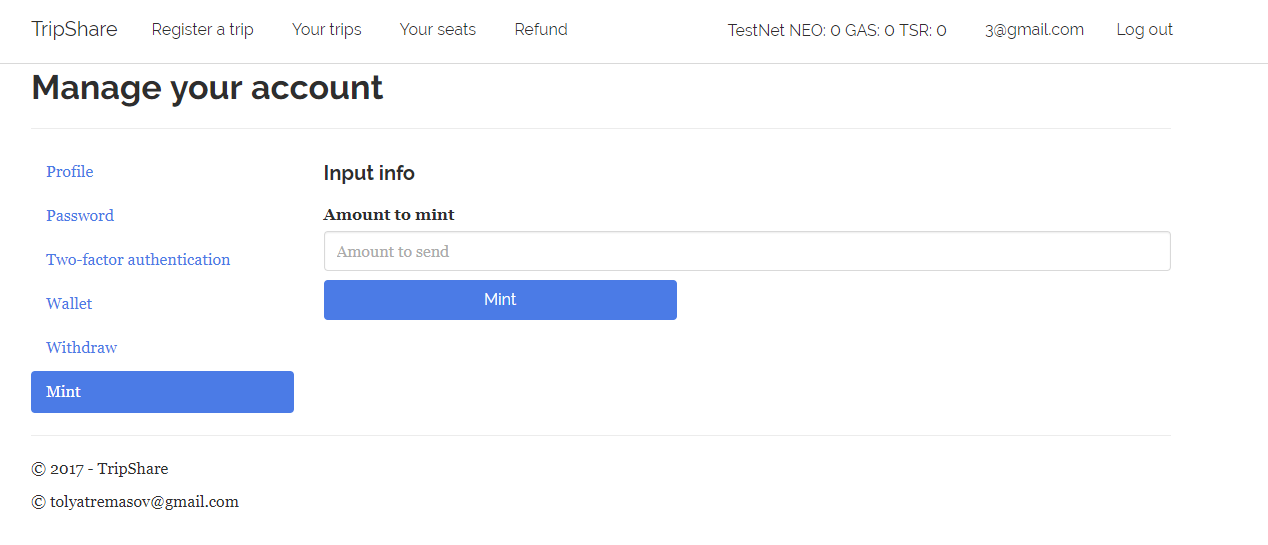 TripShare Register a trip Your trips Your seats Refund TestNet NEO: 0 GAS: 0 TSR: 0 3@gmail.com Log out
Manage your account
Profile
Password
Two-factor authentication
Wallet
Withdraw
Mint
Input info
Amount to mint
Amount to send
Mint
© 2017 - TripShare
© tolyatremasov@gmail.com